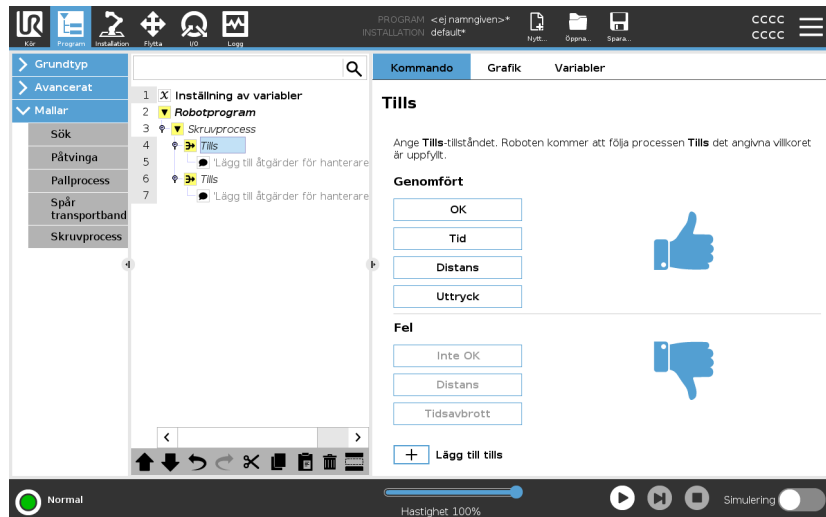 UR
Kör
Program
Installation
Flytta
I/O
Logg
PROGRAM <ej namngiven>*
INSTALLATION default*
Nytt...
Öppna...
Spara...
CCCC
CCCC
Grundtyp
Avancerat
Mallar
Sök
Påtvinga
Pallprocess
Spår
transportband
Skruvprocess
1 X Inställning av variabler
2 Robotprogram
3 Skruvprocess
4 Tills
5 'Lägg till åtgärder för hanterare
6 Tills
7 'Lägg till åtgärder för hanterare
Kommando
Grafik
Variabler
Tills
Ange Tills-tillståndet. Roboten kommer att följa processen Tills det angivna villkoret
är uppfyllt.
Genomfört
OK
Tid
Distans
Uttryck
Fel
Inte OK
Distans
Tidsavbrott
+ Lägg till tills
Normal
Hastighet 100%
Simulering